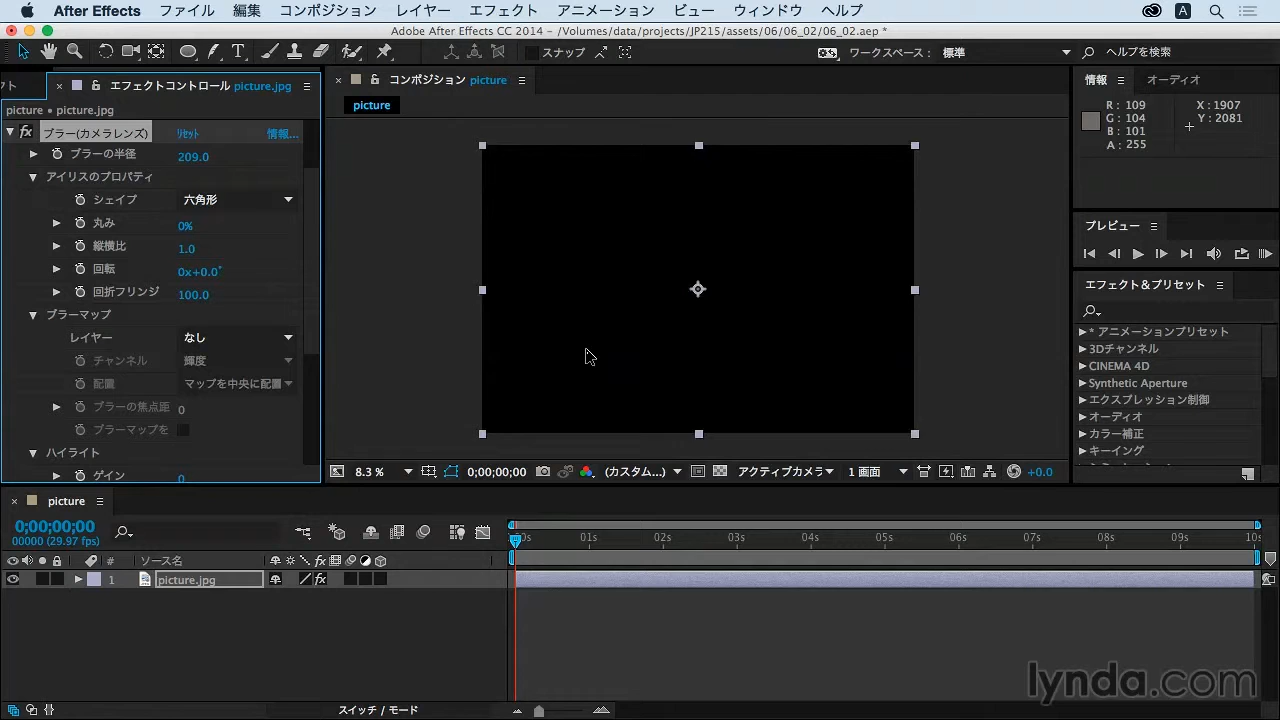 After Effects ファイル 編集 コンポジション レイヤー エフェクト アニメーション ビュー ウィンドウ ヘルプ A
Adobe After Effects CC 2014 – /Volumes/data/projects/JP215/assets/06/06_02/06_02.aep *
スナップ ワークスペース： 標準 ヘルプを検索
クト × エフェクトコントロール picture.jpg
× コンポジション picture
情報 オーディオ
picture • picture.jpg
picture
R : 109 X : 1907
G : 104 Y : 2081
B : 101
A : 255
fx ブラー(カメラレンズ) リセット 情報...
ブラーの半径 209.0
アイリスのプロパティ
シェイプ 六角形
丸み 0%
縦横比 1.0
回転 0x+0.0°
回折フリンジ 100.0
ブラーマップ
レイヤー なし
チャンネル 輝度
配置 マップを中央に配置
ブラーの焦点距 0
ブラーマップを
ハイライト
ゲイン 0
プレビュー
エフェクト＆プリセット
* アニメーションプリセット
3Dチャンネル
CINEMA 4D
Synthetic Aperture
エクスプレッション制御
オーディオ
カラー補正
キーイング
8.3 % 0;00;00;00 (カスタム...) アクティブカメラ 1 画面 +0.0
× picture
0;00;00;00
00000 (29.97 fps)
00s 01s 02s 03s 04s 05s 06s 07s 08s 09s 10s
# ソース名 fx
1 picture.jpg fx
スイッチ / モード
lynda.com